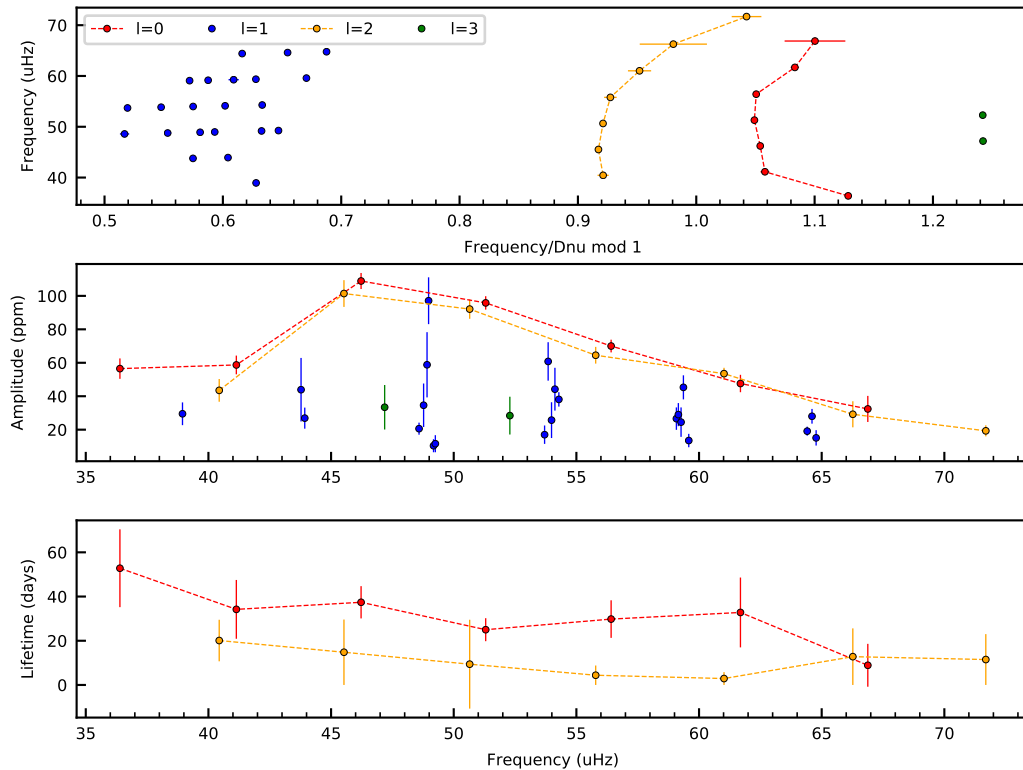 l=0 l=1 l=2 l=3
Frequency (uHz)
70
60
50
40
0.5 0.6 0.7 0.8 0.9 1.0 1.1 1.2
Frequency/Dnu mod 1
Amplitude (ppm)
100
80
60
40
20
35 40 45 50 55 60 65 70
Lifetime (days)
60
40
20
0
35 40 45 50 55 60 65 70
Frequency (uHz)